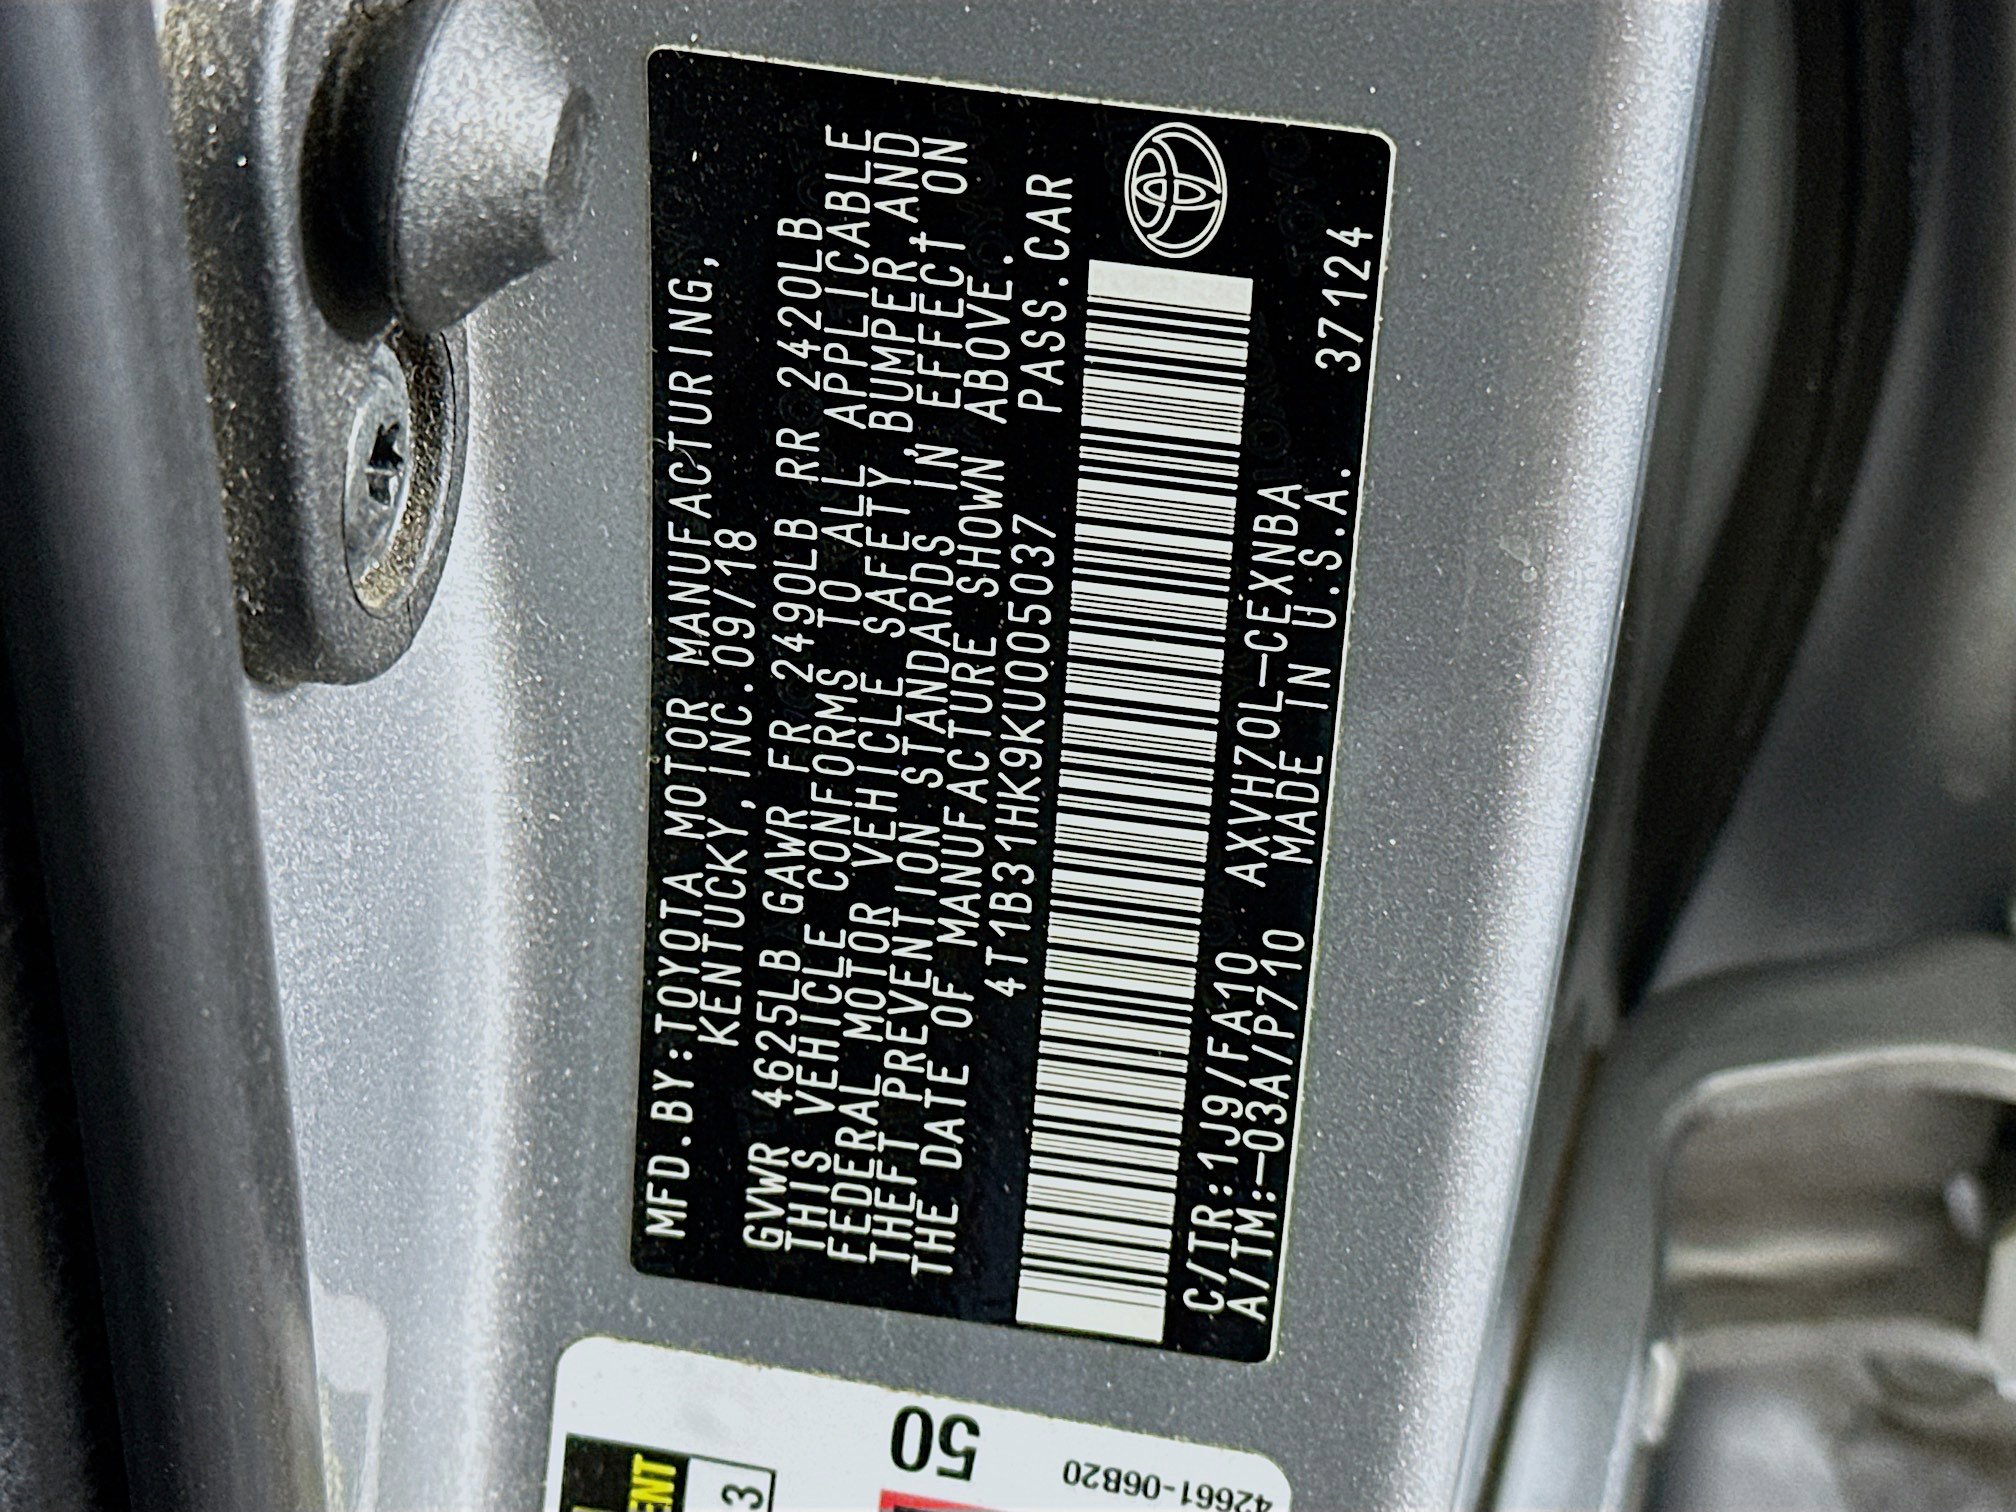 MFD.BY:TOYOTA MOTOR MANUFACTURING,
KENTUCKY, INC.09/18
GVWR 4625LB GAWR FR 2490LB RR 2420LB
THIS VEHICLE CONFORMS TO ALL APPLICABLE
FEDERAL MOTOR VEHICLE SAFETY,BUMPER,AND
THEFT PREVENTION STANDARDS IN EFFECT ON
THE DATE OF MANUFACTURE SHOWN ABOVE.
4T1B31HK9KU005037 PASS.CAR
C/TR:1J9/FA10 AXVH70L-CEXNBA
A/TM:-03A/P710 MADE IN U.S.A. 37124
50
42661-06B20
3